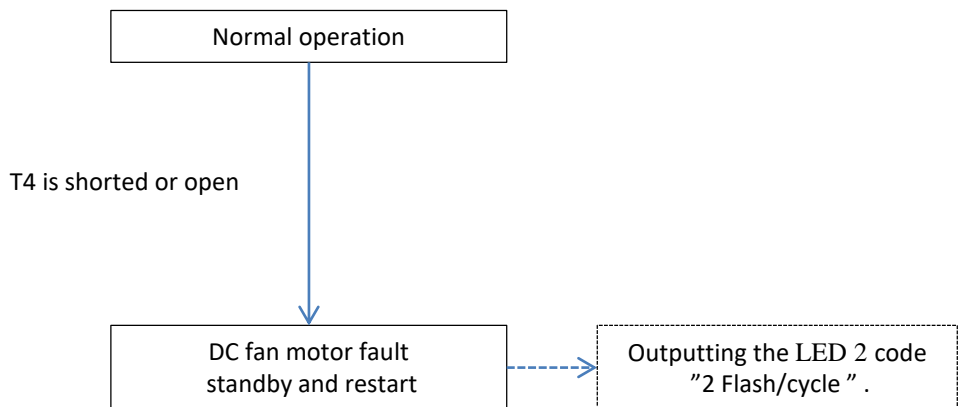 Normal operation
T4 is shorted or open
DC fan motor fault
standby and restart
Outputting the LED 2 code
”2 Flash/cycle ” .